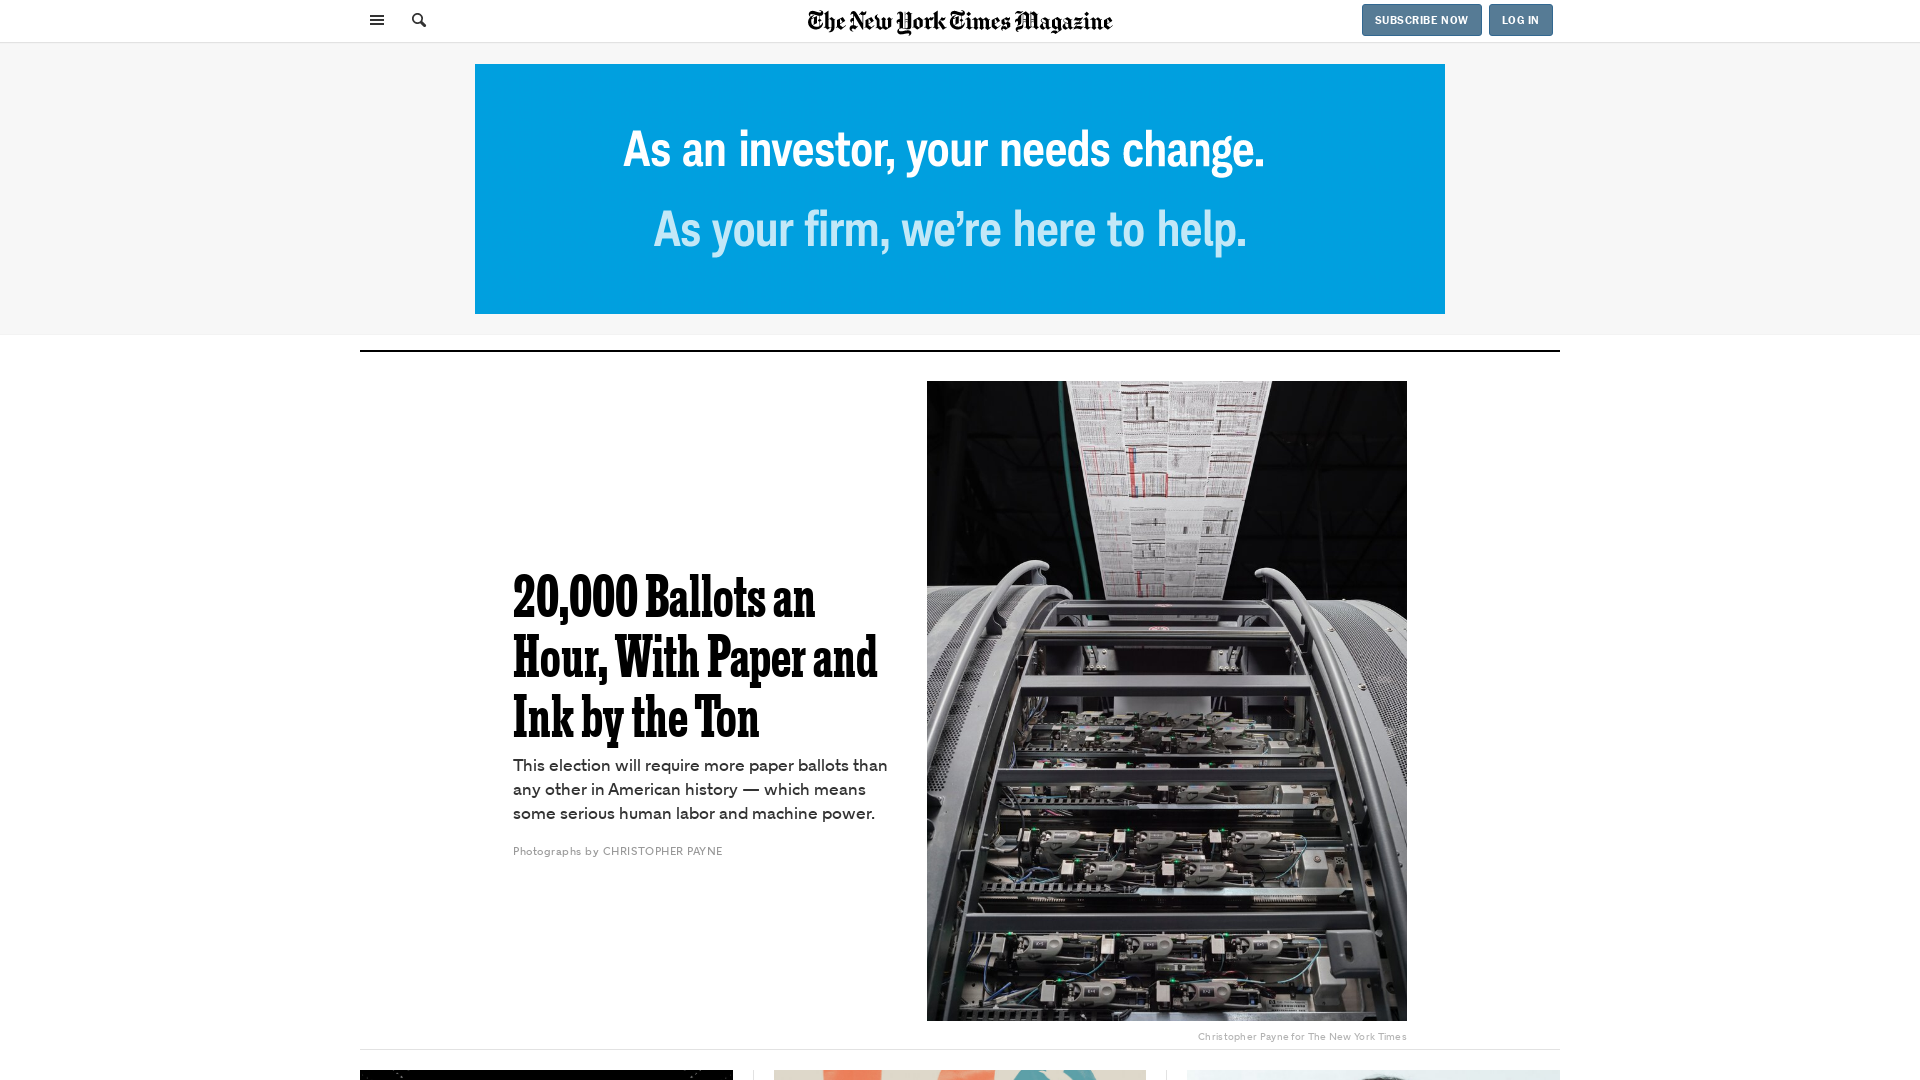 The New York Times Magazine
SUBSCRIBE NOW
LOG IN
As an investor, your needs change.
As your firm, we're here to help.
20,000 Ballots an
Hour, With Paper and
Ink by the Ton
This election will require more paper ballots than
any other in American history — which means
some serious human labor and machine power.
Photographs by CHRISTOPHER PAYNE
Christopher Payne for The New York Times